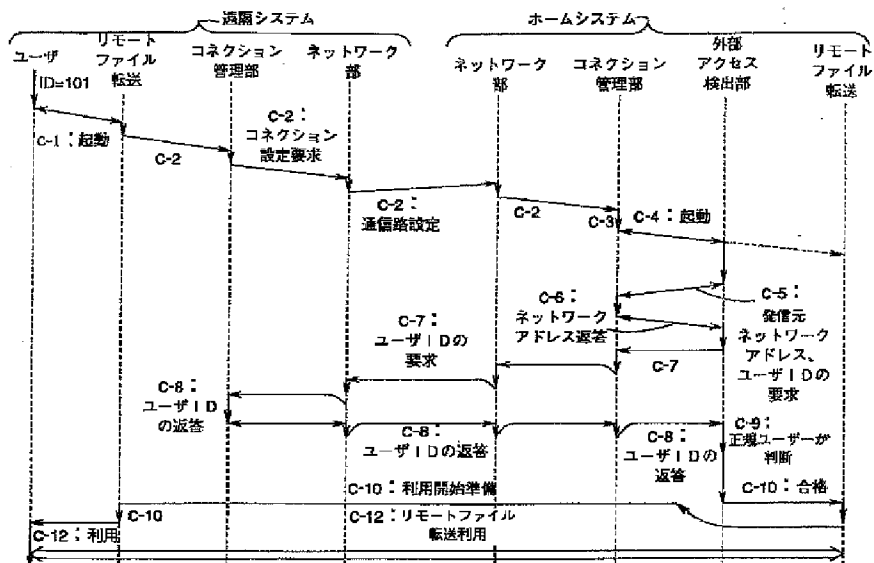 遠隔システム
ホームシステム
ユーザ
リモート
ファイル
転送
コネクション
管理部
ネットワーク
部
ネットワーク
部
コネクション
管理部
外部
アクセス
検出部
リモート
ファイル
転送
ID=101
C-1：起動
C-2
C-2：
コネクション
設定要求
C-2：
通信路設定
C-2
C-3
C-4：起動
C-6：
ネットワーク
アドレス返答
C-5：
発信元
ネットワーク
アドレス、
ユーザIDの
要求
C-7：
ユーザIDの
要求
C-7
C-8：
ユーザID
の返答
C-8：
ユーザIDの返答
C-8：
ユーザIDの
返答
C-9：
正規ユーザーか
判断
C-10：利用開始準備
C-10：合格
C-10
C-12：利用
C-12：リモートファイル
転送利用